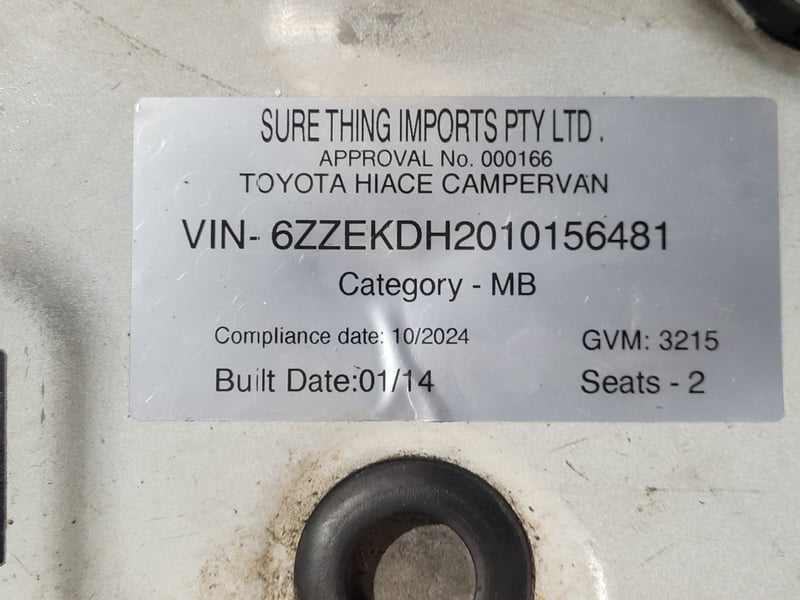 SURE THING IMPORTS PTY LTD .
APPROVAL No. 000166
TOYOTA HIACE CAMPERVAN
VIN- 6ZZEKDH2010156481
Category - MB
Compliance date: 10/2024 GVM: 3215
Built Date:01/14 Seats - 2